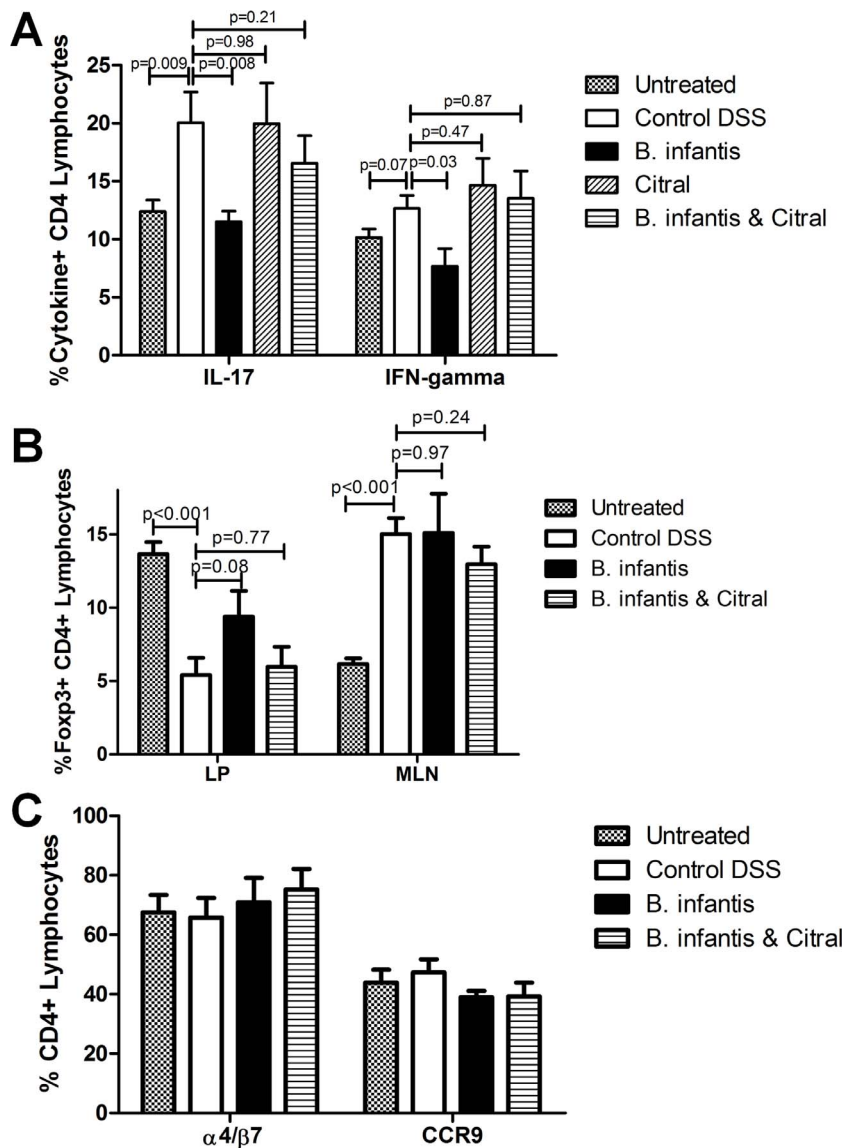 A
%Cytokine+ CD4 Lymphocytes
25
20
15
10
5
0
p=0.21
p=0.98
p=0.009
p=0.008
p=0.87
p=0.47
p=0.07
p=0.03
IL-17
IFN-gamma
Untreated
Control DSS
B. infantis
Citral
B. infantis & Citral
B
%Foxp3+ CD4+ Lymphocytes
15
10
5
0
p<0.001
p=0.77
p=0.08
p=0.24
p=0.97
p<0.001
LP
MLN
Untreated
Control DSS
B. infantis
B. infantis & Citral
C
% CD4+ Lymphocytes
100
80
60
40
20
0
α4/β7
CCR9
Untreated
Control DSS
B. infantis
B. infantis & Citral